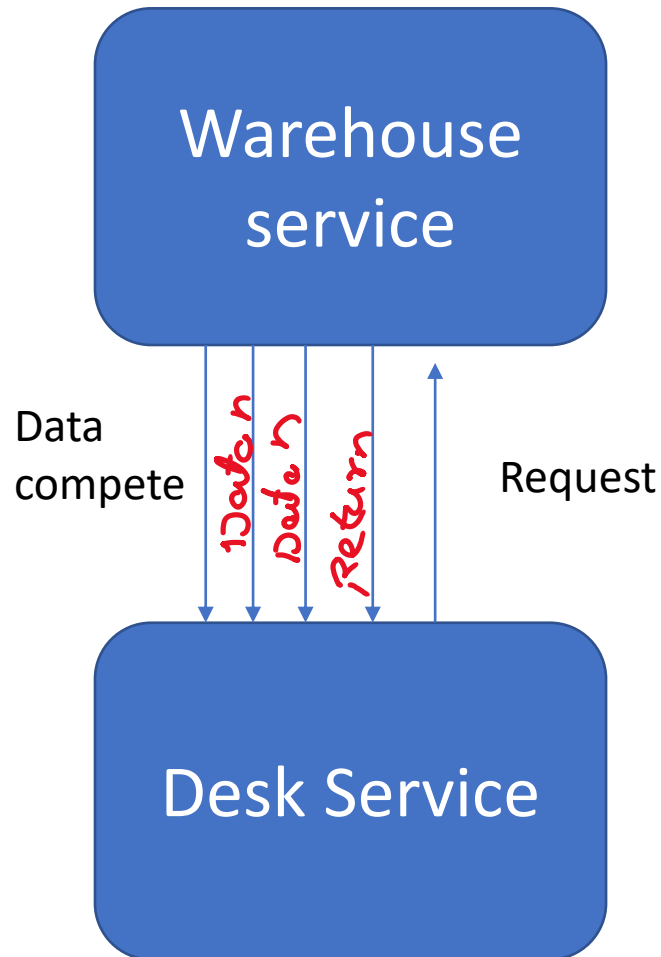 Warehouse
service
Data
compete
Data n
Data n
Return
Request
Desk Service